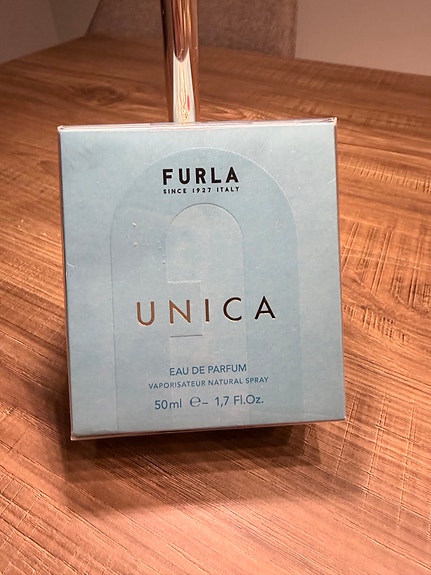 FURLA
SINCE 1927 ITALY
UNICA
EAU DE PARFUM
VAPORISATEUR NATURAL SPRAY
50ml ℮– 1,7 Fl.Oz.